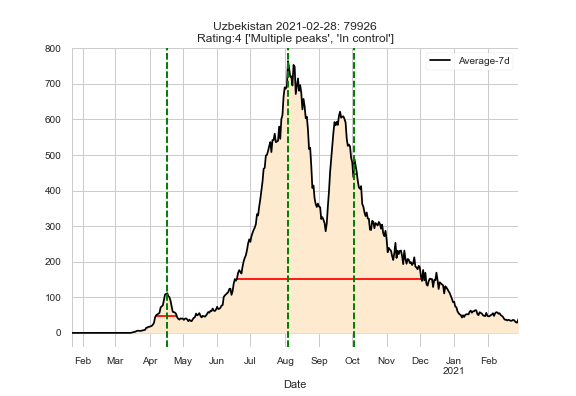 Uzbekistan 2021-02-28: 79926
Rating:4 ['Multiple peaks', 'In control']
Average-7d
800
700
600
500
400
300
200
100
0
Feb Mar Apr May Jun Jul Aug Sep Oct Nov Dec Jan Feb
2021
Date